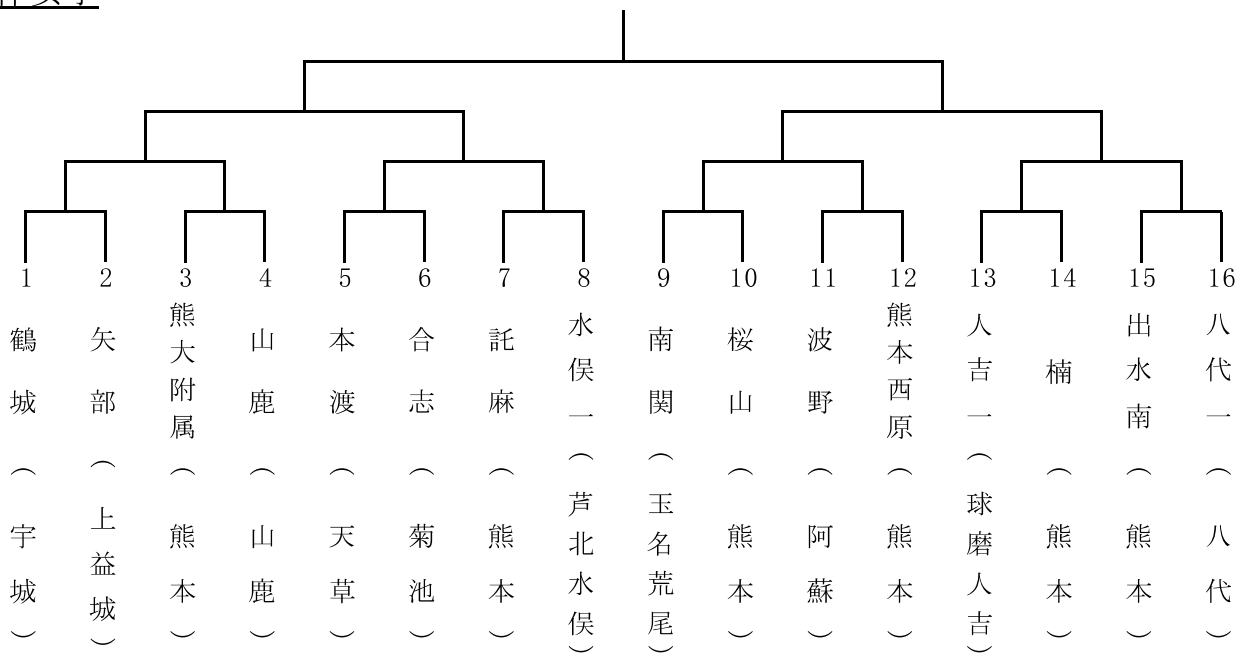 1
2
3
4
5
6
7
8
9
10
11
12
13
14
15
16
鶴城（宇城）
矢部（上益城）
熊大附属（熊本）
山鹿（山鹿）
本渡（天草）
合志（菊池）
託麻（熊本）
水俣一（芦北水俣）
南関（玉名荒尾）
桜山（熊本）
波野（阿蘇）
熊本西原（熊本）
人吉一（球磨人吉）
楠（熊本）
出水南（熊本）
八代一（八代）